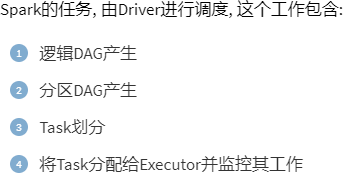 Spark的任务, 由Driver进行调度, 这个工作包含:
1 逻辑DAG产生
2 分区DAG产生
3 Task划分
4 将Task分配给Executor并监控其工作